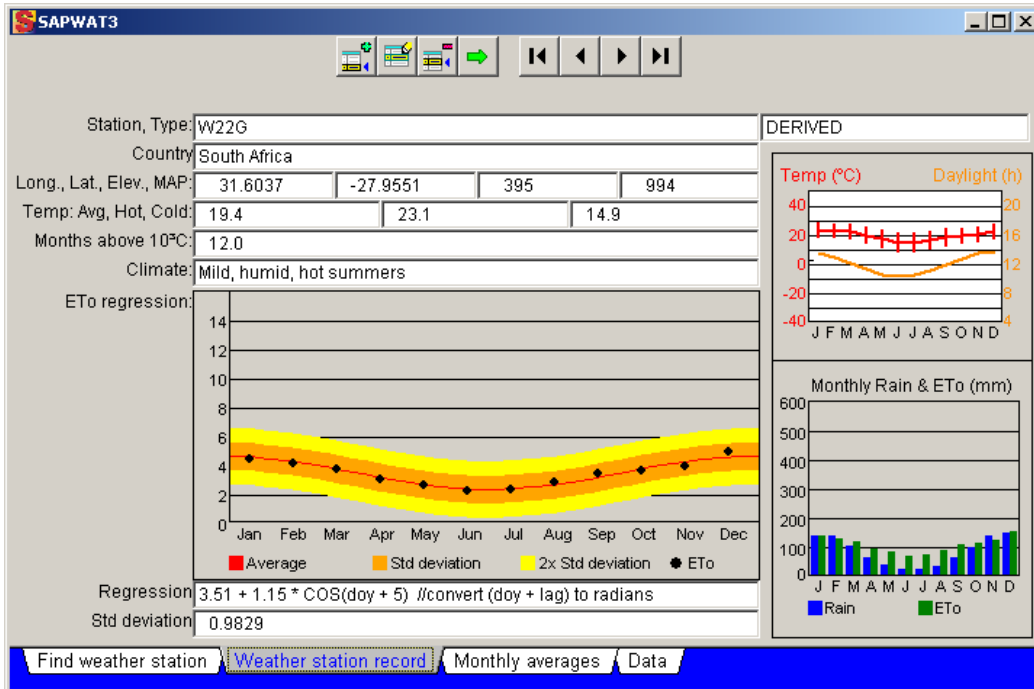 SAPWAT3
Station, Type: W22G DERIVED
Country South Africa
Long., Lat., Elev., MAP: 31.6037 -27.9551 395 994
Temp: Avg, Hot, Cold: 19.4 23.1 14.9
Months above 10ºC: 12.0
Climate: Mild, humid, hot summers
ETo regression:
14
12
10
8
6
4
2
0
Jan Feb Mar Apr May Jun Jul Aug Sep Oct Nov Dec
Average Std deviation 2x Std deviation ETo
Regression 3.51 + 1.15 * COS(doy + 5) //convert (doy + lag) to radians
Std deviation 0.9829
Temp (ºC) Daylight (h)
40 20
20 16
0 12
-20 8
-40 4
J F M A M J J A S O N D
Monthly Rain & ETo (mm)
600
500
400
300
200
100
0
J F M A M J J A S O N D
Rain ETo
Find weather station Weather station record Monthly averages Data